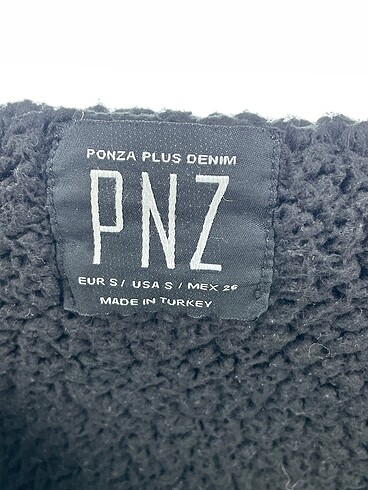 PONZA PLUS DENIM
PNZ
EUR S / USA S / MEX 26
MADE IN TURKEY